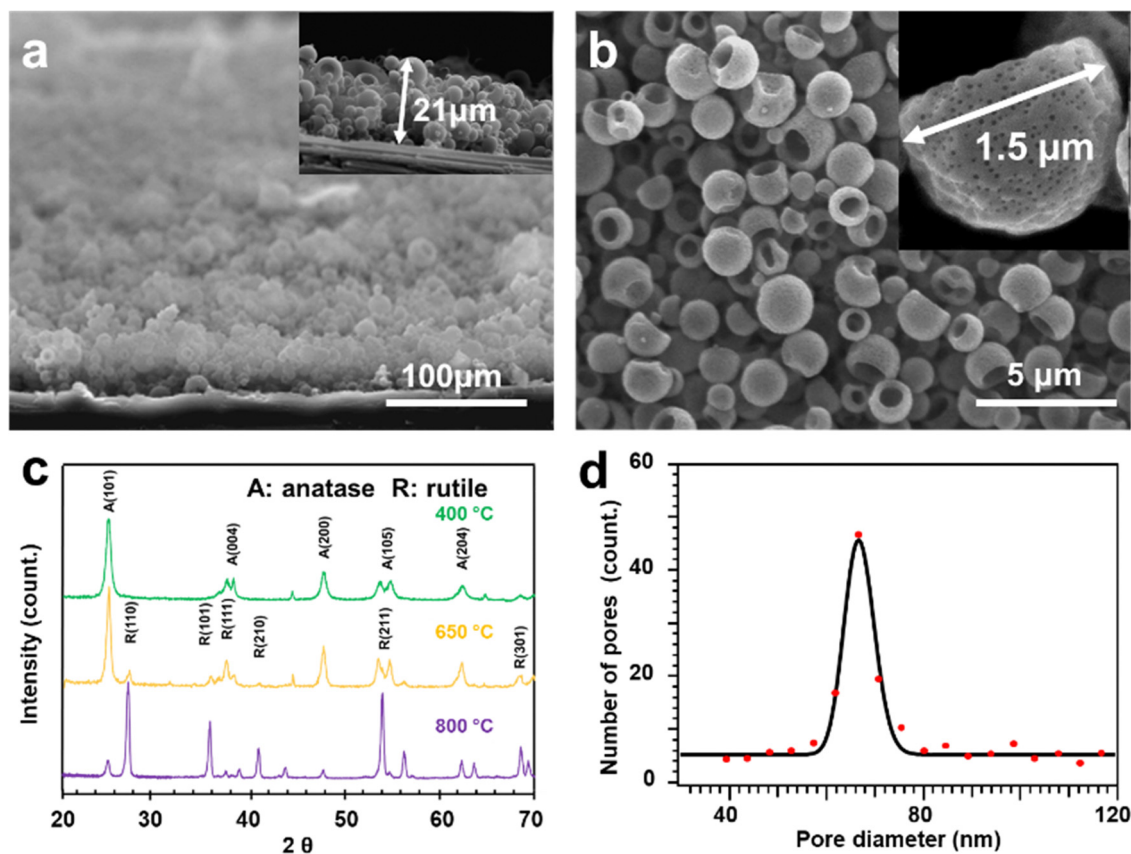 a
21μm
100μm
b
1.5 μm
5 μm
c
A: anatase R: rutile
A(101)
400 °C
A(004)
A(200)
A(105)
A(204)
R(110)
R(101)
R(111)
R(210)
650 °C
R(211)
R(301)
800 °C
Intensity (count.)
20 30 40 50 60 70
2 θ
d
60
40
20
0
Number of pores (count.)
40 60 80 100 120
Pore diameter (nm)